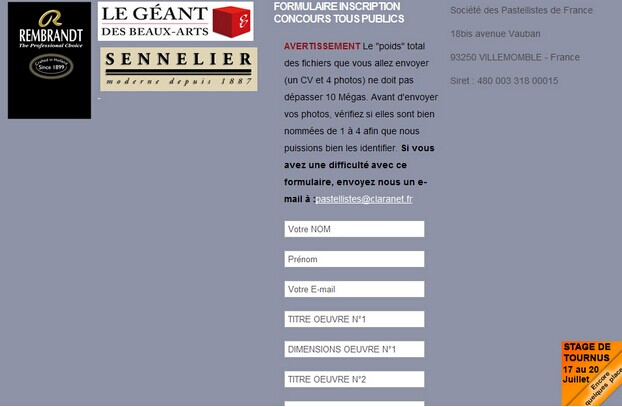 REMBRANDT
The Professional Choice
Crafted in Holland
Since 1899
LE GÉANT
DES BEAUX-ARTS
&
SENNELIER
moderne depuis 1887
FORMULAIRE INSCRIPTION
CONCOURS TOUS PUBLICS
AVERTISSEMENT Le "poids" total
des fichiers que vous allez envoyer
(un CV et 4 photos) ne doit pas
dépasser 10 Mégas. Avant d'envoyer
vos photos, vérifiez si elles sont bien
nommées de 1 à 4 afin que nous
puissions bien les identifier. Si vous
avez une difficulté avec ce
formulaire, envoyez nous un e-
mail à :pastellistes@claranet.fr
Votre NOM
Prénom
Votre E-mail
TITRE OEUVRE N°1
DIMENSIONS OEUVRE N°1
TITRE OEUVRE N°2
Société des Pastellistes de France
18bis avenue Vauban
93250 VILLEMOMBLE - France
Siret : 480 003 318 00015
STAGE DE
TOURNUS
17 au 20
Juillet
Encore
quelques place